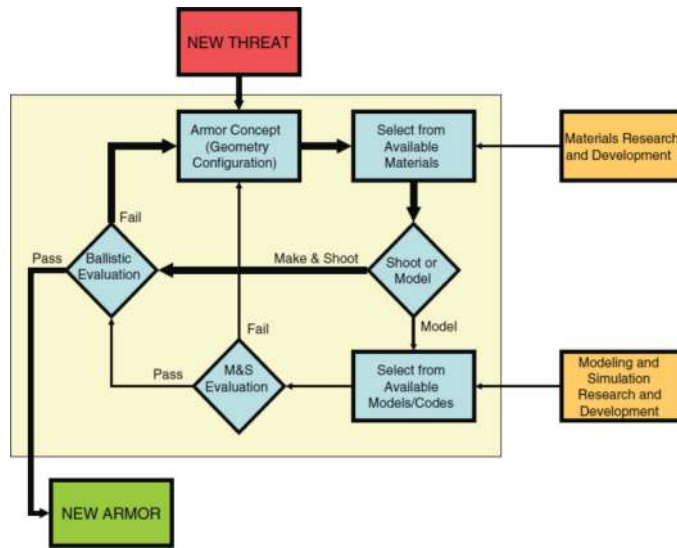 NEW THREAT
Armor Concept
(Geometry
Configuration)
Select from
Available
Materials
Materials Research
and Development
Fail
Pass
Ballistic
Evaluation
Make & Shoot
Shoot or
Model
Model
Fail
Pass
M&S
Evaluation
Select from
Available
Models/Codes
Modeling and
Simulation
Research and
Development
NEW ARMOR